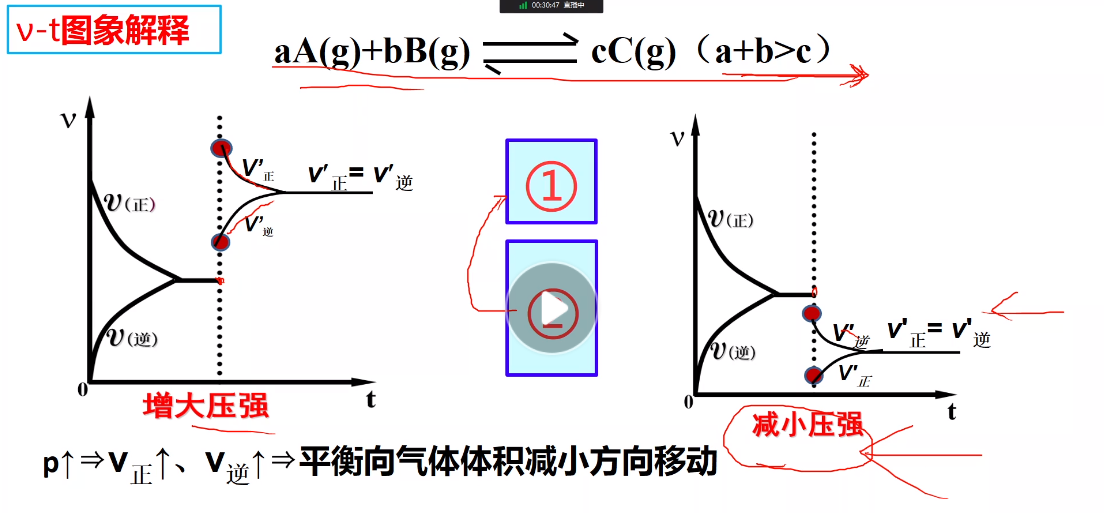 00:30:47 直播中
ν-t图象解释
aA(g)+bB(g) ⇌ cC(g)（a+b>c）
ν
v(正)
v(逆)
V'正
V'逆
v'正= v'逆
0
t
增大压强
①
②
ν
v(正)
v(逆)
V'逆
V'正
v'正= v'逆
0
t
减小压强
p↑⇒V正↑、V逆↑⇒平衡向气体体积减小方向移动